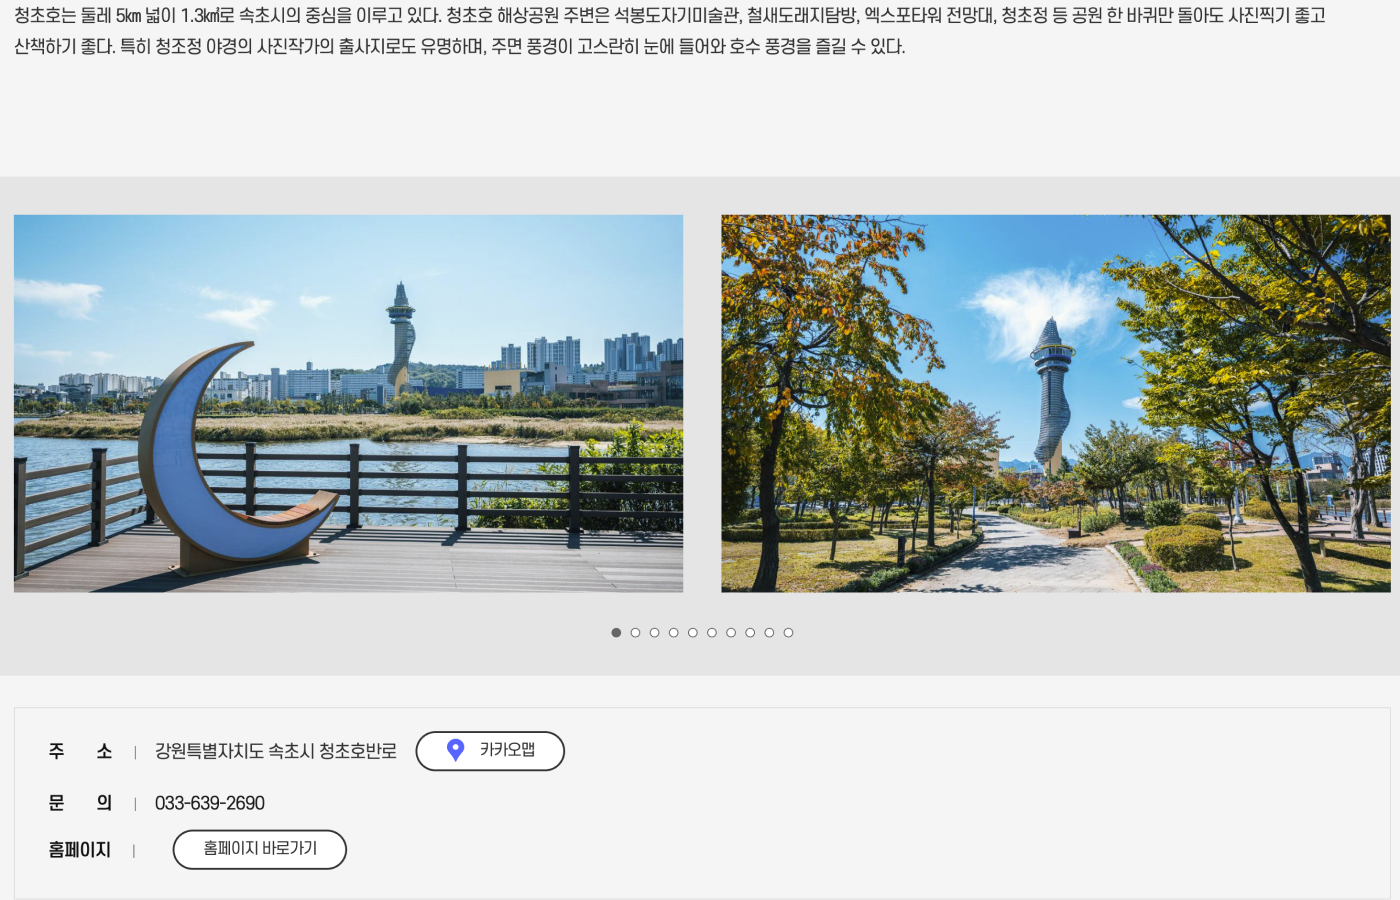 청초호는 둘레 5km 넓이 1.3㎢로 속초시의 중심을 이루고 있다. 청초호 해상공원 주변은 석봉도자기미술관, 철새도래지탐방, 엑스포타워 전망대, 청초정 등 공원 한 바퀴만 돌아도 사진찍기 좋고
산책하기 좋다. 특히 청조정 야경의 사진작가의 출사지로도 유명하며, 주면 풍경이 고스란히 눈에 들어와 호수 풍경을 즐길 수 있다.
주 소 | 강원특별자치도 속초시 청초호반로 카카오맵
문 의 | 033-639-2690
홈페이지 | 홈페이지 바로가기